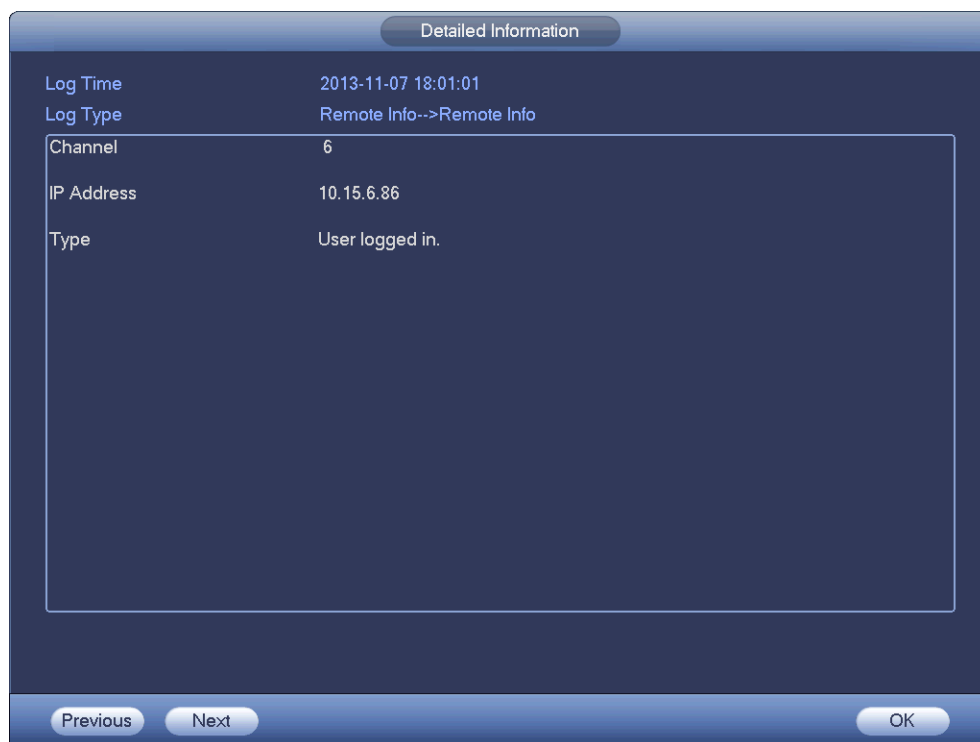 Detailed Information
Log Time 2013-11-07 18:01:01
Log Type Remote Info-->Remote Info
Channel 6
IP Address 10.15.6.86
Type User logged in.
Previous Next OK